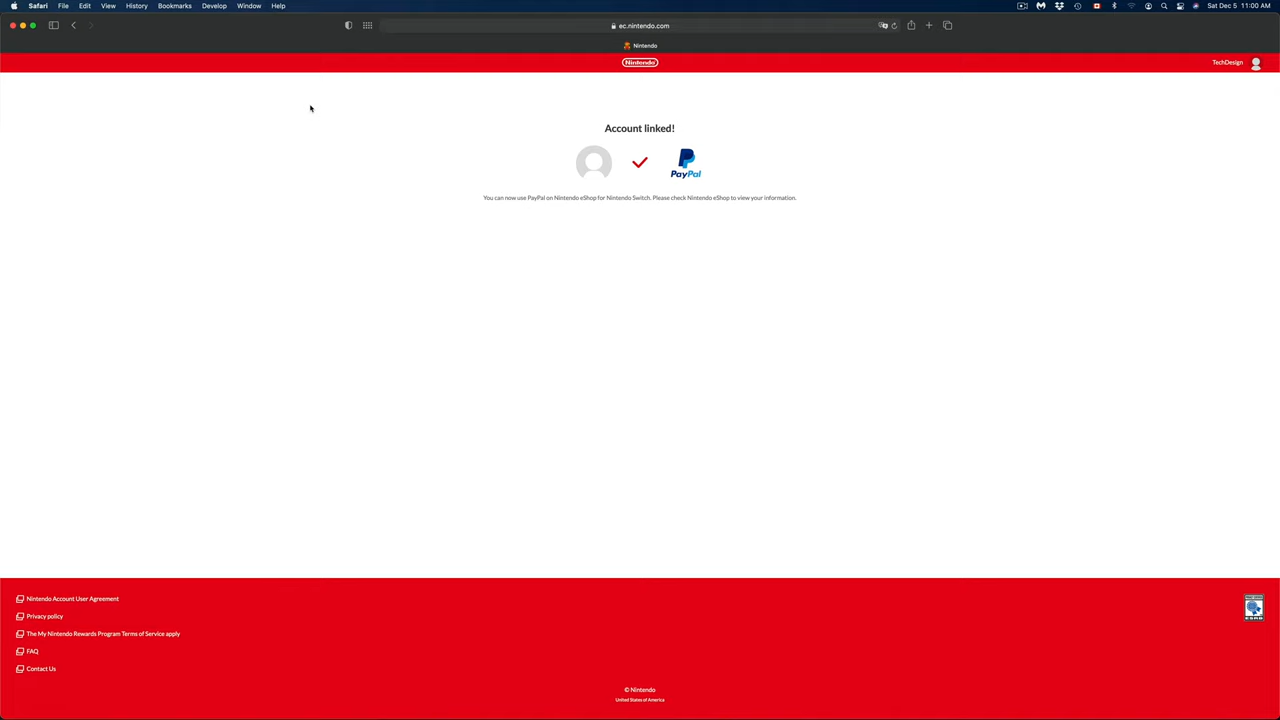 Safari File Edit View History Bookmarks Develop Window Help Sat Dec 5 11:00 AM
ec.nintendo.com
Nintendo
Nintendo TechDesign
Account linked!
PayPal
You can now use PayPal on Nintendo eShop for Nintendo Switch. Please check Nintendo eShop to view your information.
Nintendo Account User Agreement
Privacy policy
The My Nintendo Rewards Program Terms of Service apply
FAQ
Contact Us
ESRB
© Nintendo
United States of America